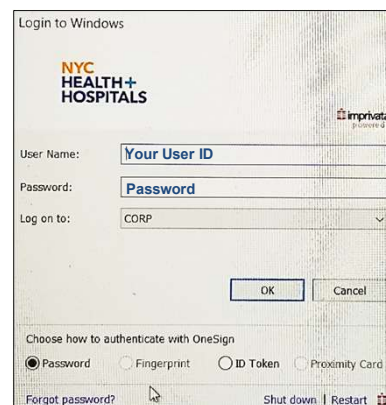 Login to Windows
NYC
HEALTH+
HOSPITALS
imprivata
powered
User Name: Your User ID
Password: Password
Log on to: CORP
OK Cancel
Choose how to authenticate with OneSign
Password Fingerprint ID Token Proximity Card
Forgot password? Shut down | Restart